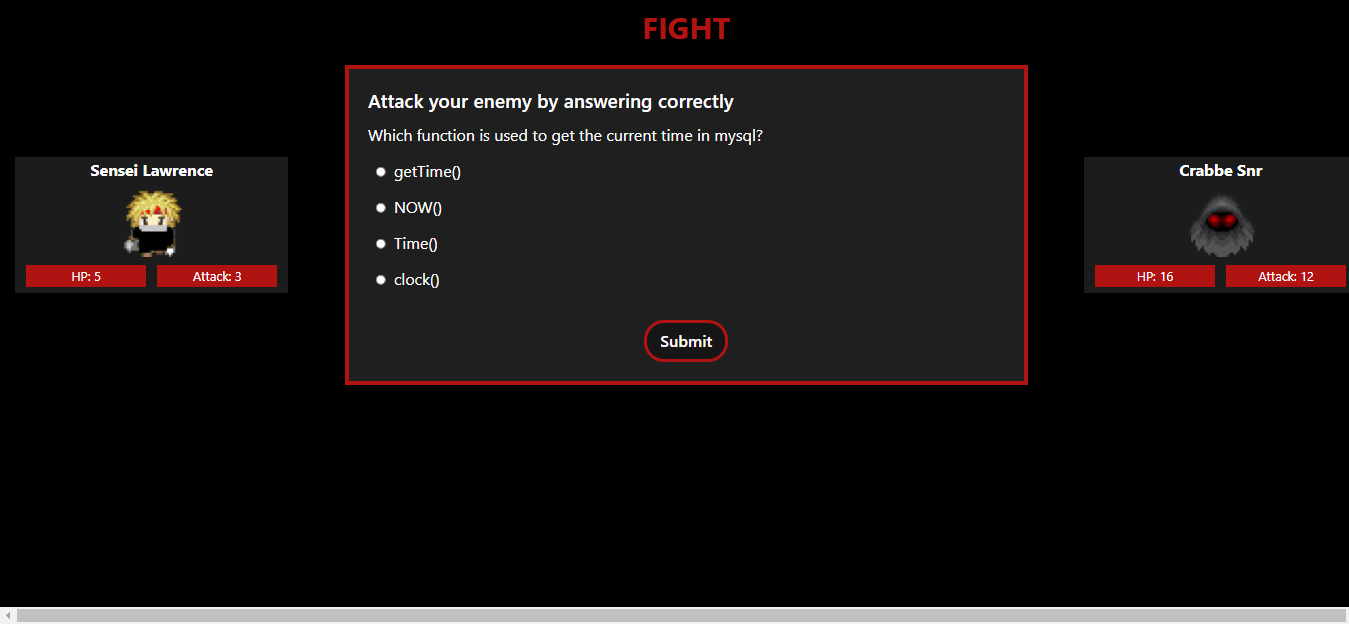 FIGHT
Attack your enemy by answering correctly
Which function is used to get the current time in mysql?
getTime()
NOW()
Time()
clock()
Submit
Sensei Lawrence
HP: 5
Attack: 3
Crabbe Snr
HP: 16
Attack: 12